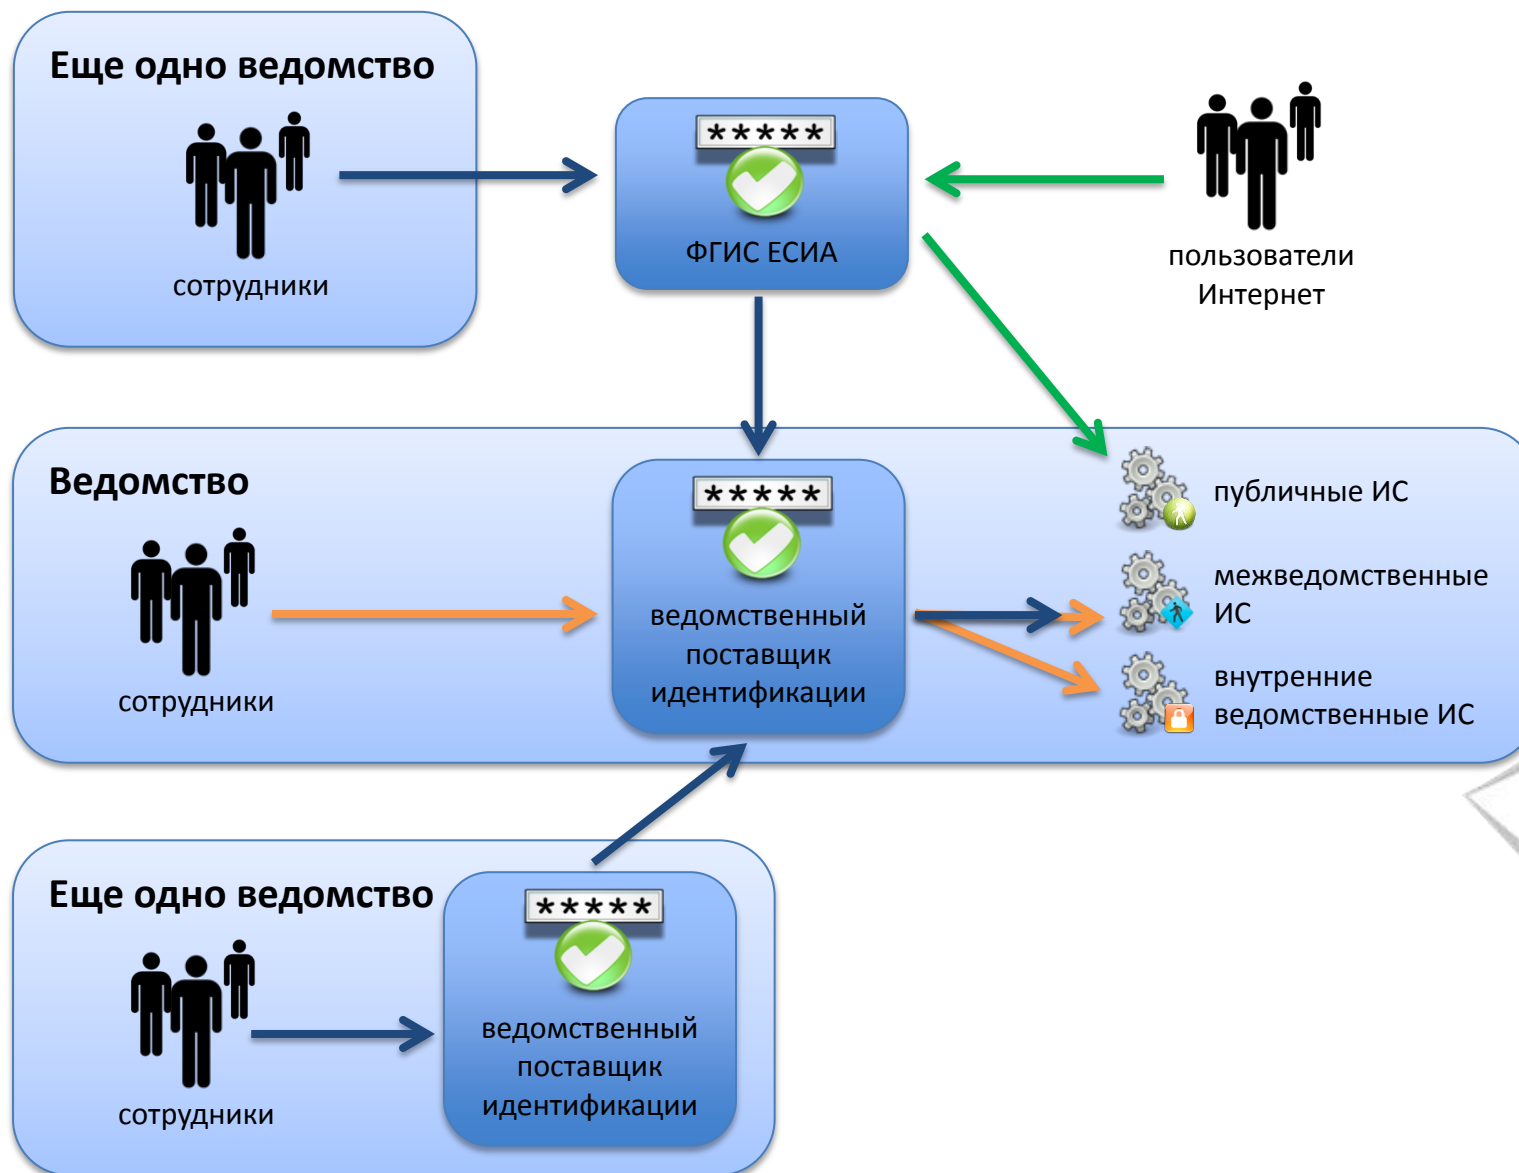 Еще одно ведомство
*****
ФГИС ЕСИА
сотрудники
пользователи
Интернет
Ведомство
*****
ведомственный
поставщик
идентификации
сотрудники
публичные ИС
межведомственные
ИС
внутренние
ведомственные ИС
Еще одно ведомство
*****
ведомственный
поставщик
идентификации
сотрудники